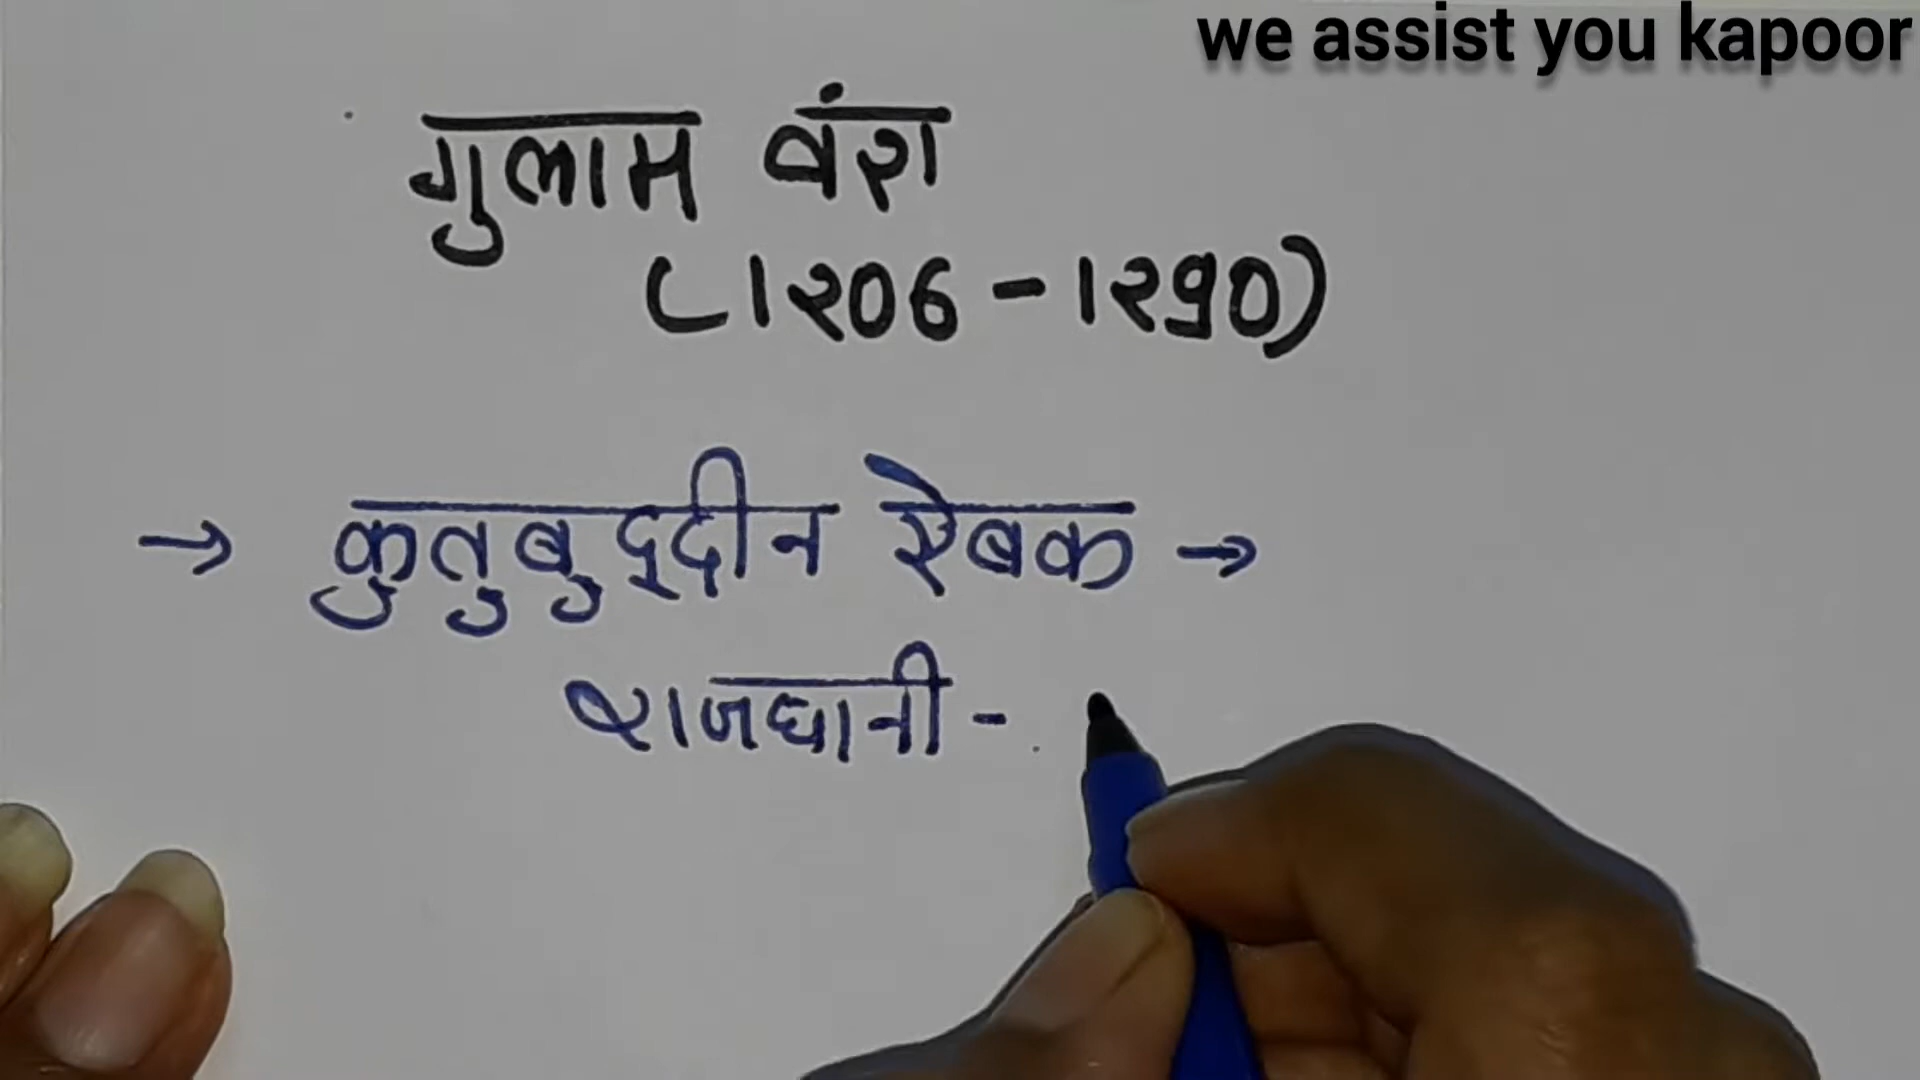 we assist you kapoor
गुलाम वंश
(1206-1290)
→ कुतुबुद्दीन ऐबक →
राजधानी -